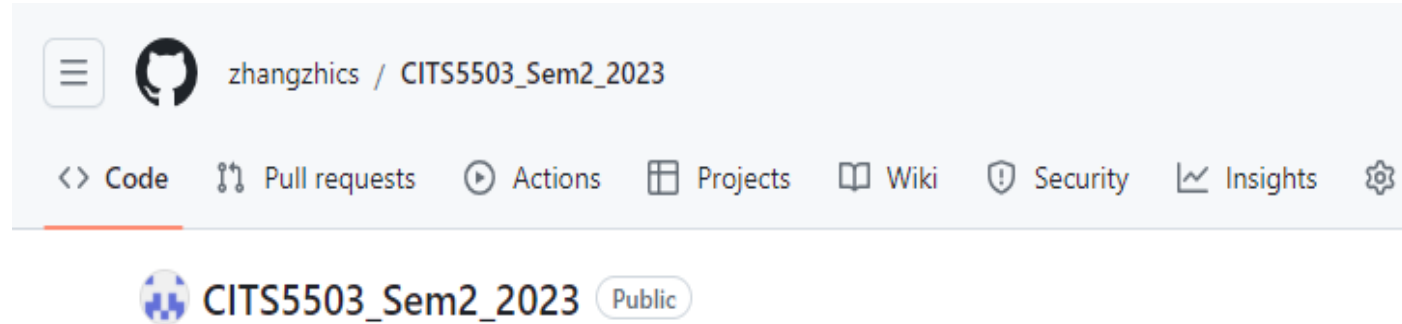 zhangzhics / CITS5503_Sem2_2023
Code Pull requests Actions Projects Wiki Security Insights
CITS5503_Sem2_2023 Public